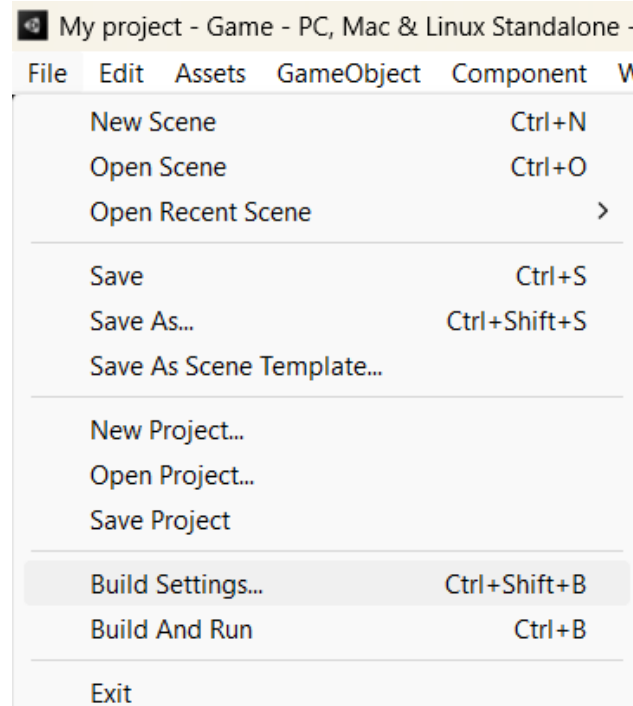 My project - Game - PC, Mac & Linux Standalone -
File Edit Assets GameObject Component
New Scene Ctrl+N
Open Scene Ctrl+O
Open Recent Scene >
Save Ctrl+S
Save As... Ctrl+Shift+S
Save As Scene Template...
New Project...
Open Project...
Save Project
Build Settings... Ctrl+Shift+B
Build And Run Ctrl+B
Exit